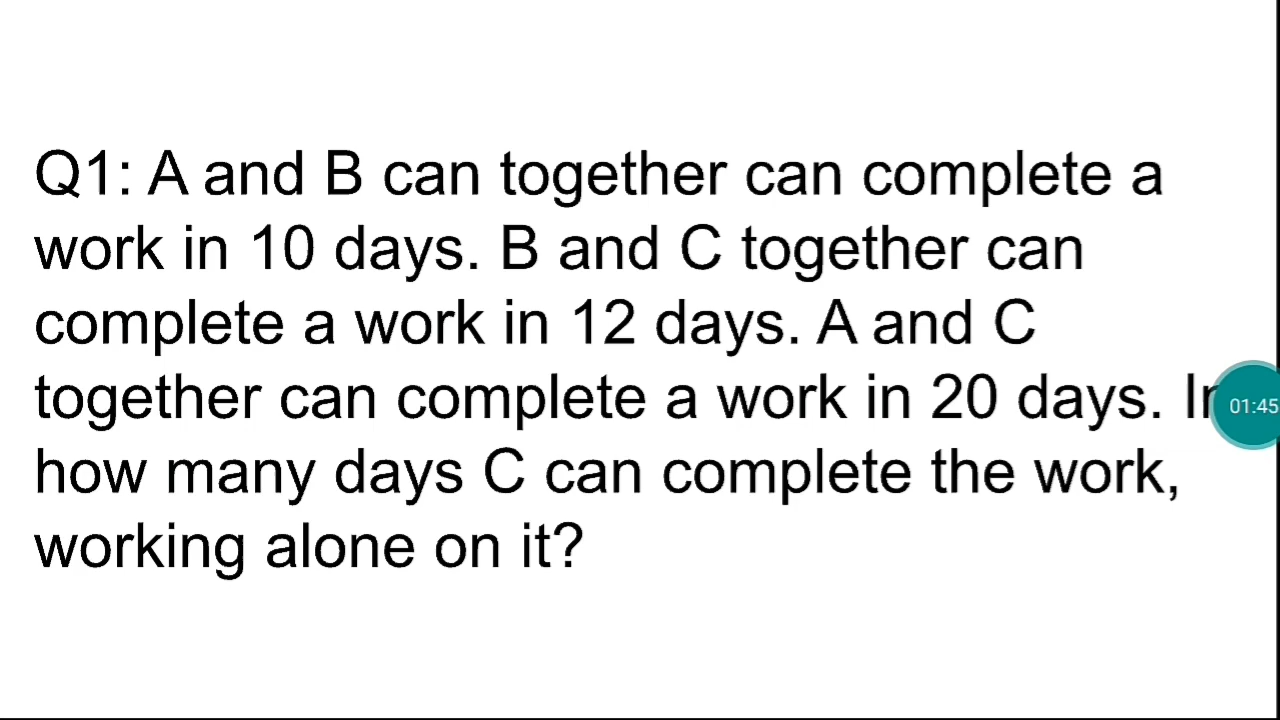 Q1: A and B can together can complete a
work in 10 days. B and C together can
complete a work in 12 days. A and C
together can complete a work in 20 days.
01:45
how many days C can complete the work,
working alone on it?